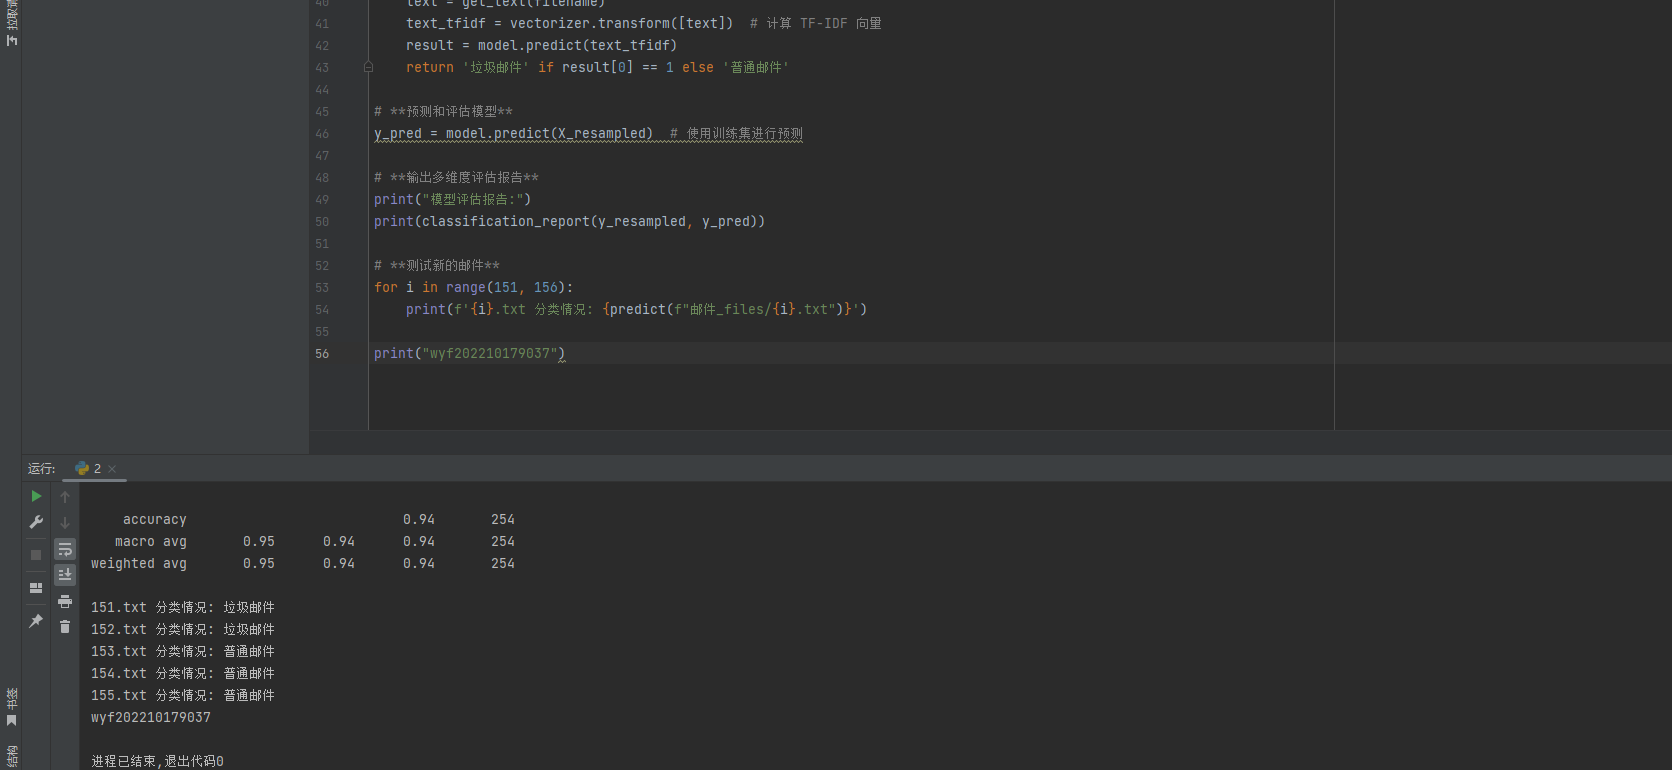 40 text = get_text(filename)
41 text_tfidf = vectorizer.transform([text])  # 计算 TF-IDF 向量
42 result = model.predict(text_tfidf)
43 return '垃圾邮件' if result[0] == 1 else '普通邮件'
44
45 # **预测和评估模型**
46 y_pred = model.predict(X_resampled)  # 使用训练集进行预测
47
48 # **输出多维度评估报告**
49 print("模型评估报告:")
50 print(classification_report(y_resampled, y_pred))
51
52 # **测试新的邮件**
53 for i in range(151, 156):
54 print(f'{i}.txt 分类情况: {predict(f"邮件_files/{i}.txt")}')
55
56 print("wyf202210179037")
运行: 2
accuracy 0.94 254
macro avg 0.95 0.94 0.94 254
weighted avg 0.95 0.94 0.94 254
151.txt 分类情况: 垃圾邮件
152.txt 分类情况: 垃圾邮件
153.txt 分类情况: 普通邮件
154.txt 分类情况: 普通邮件
155.txt 分类情况: 普通邮件
wyf202210179037
进程已结束,退出代码0
书签
结构